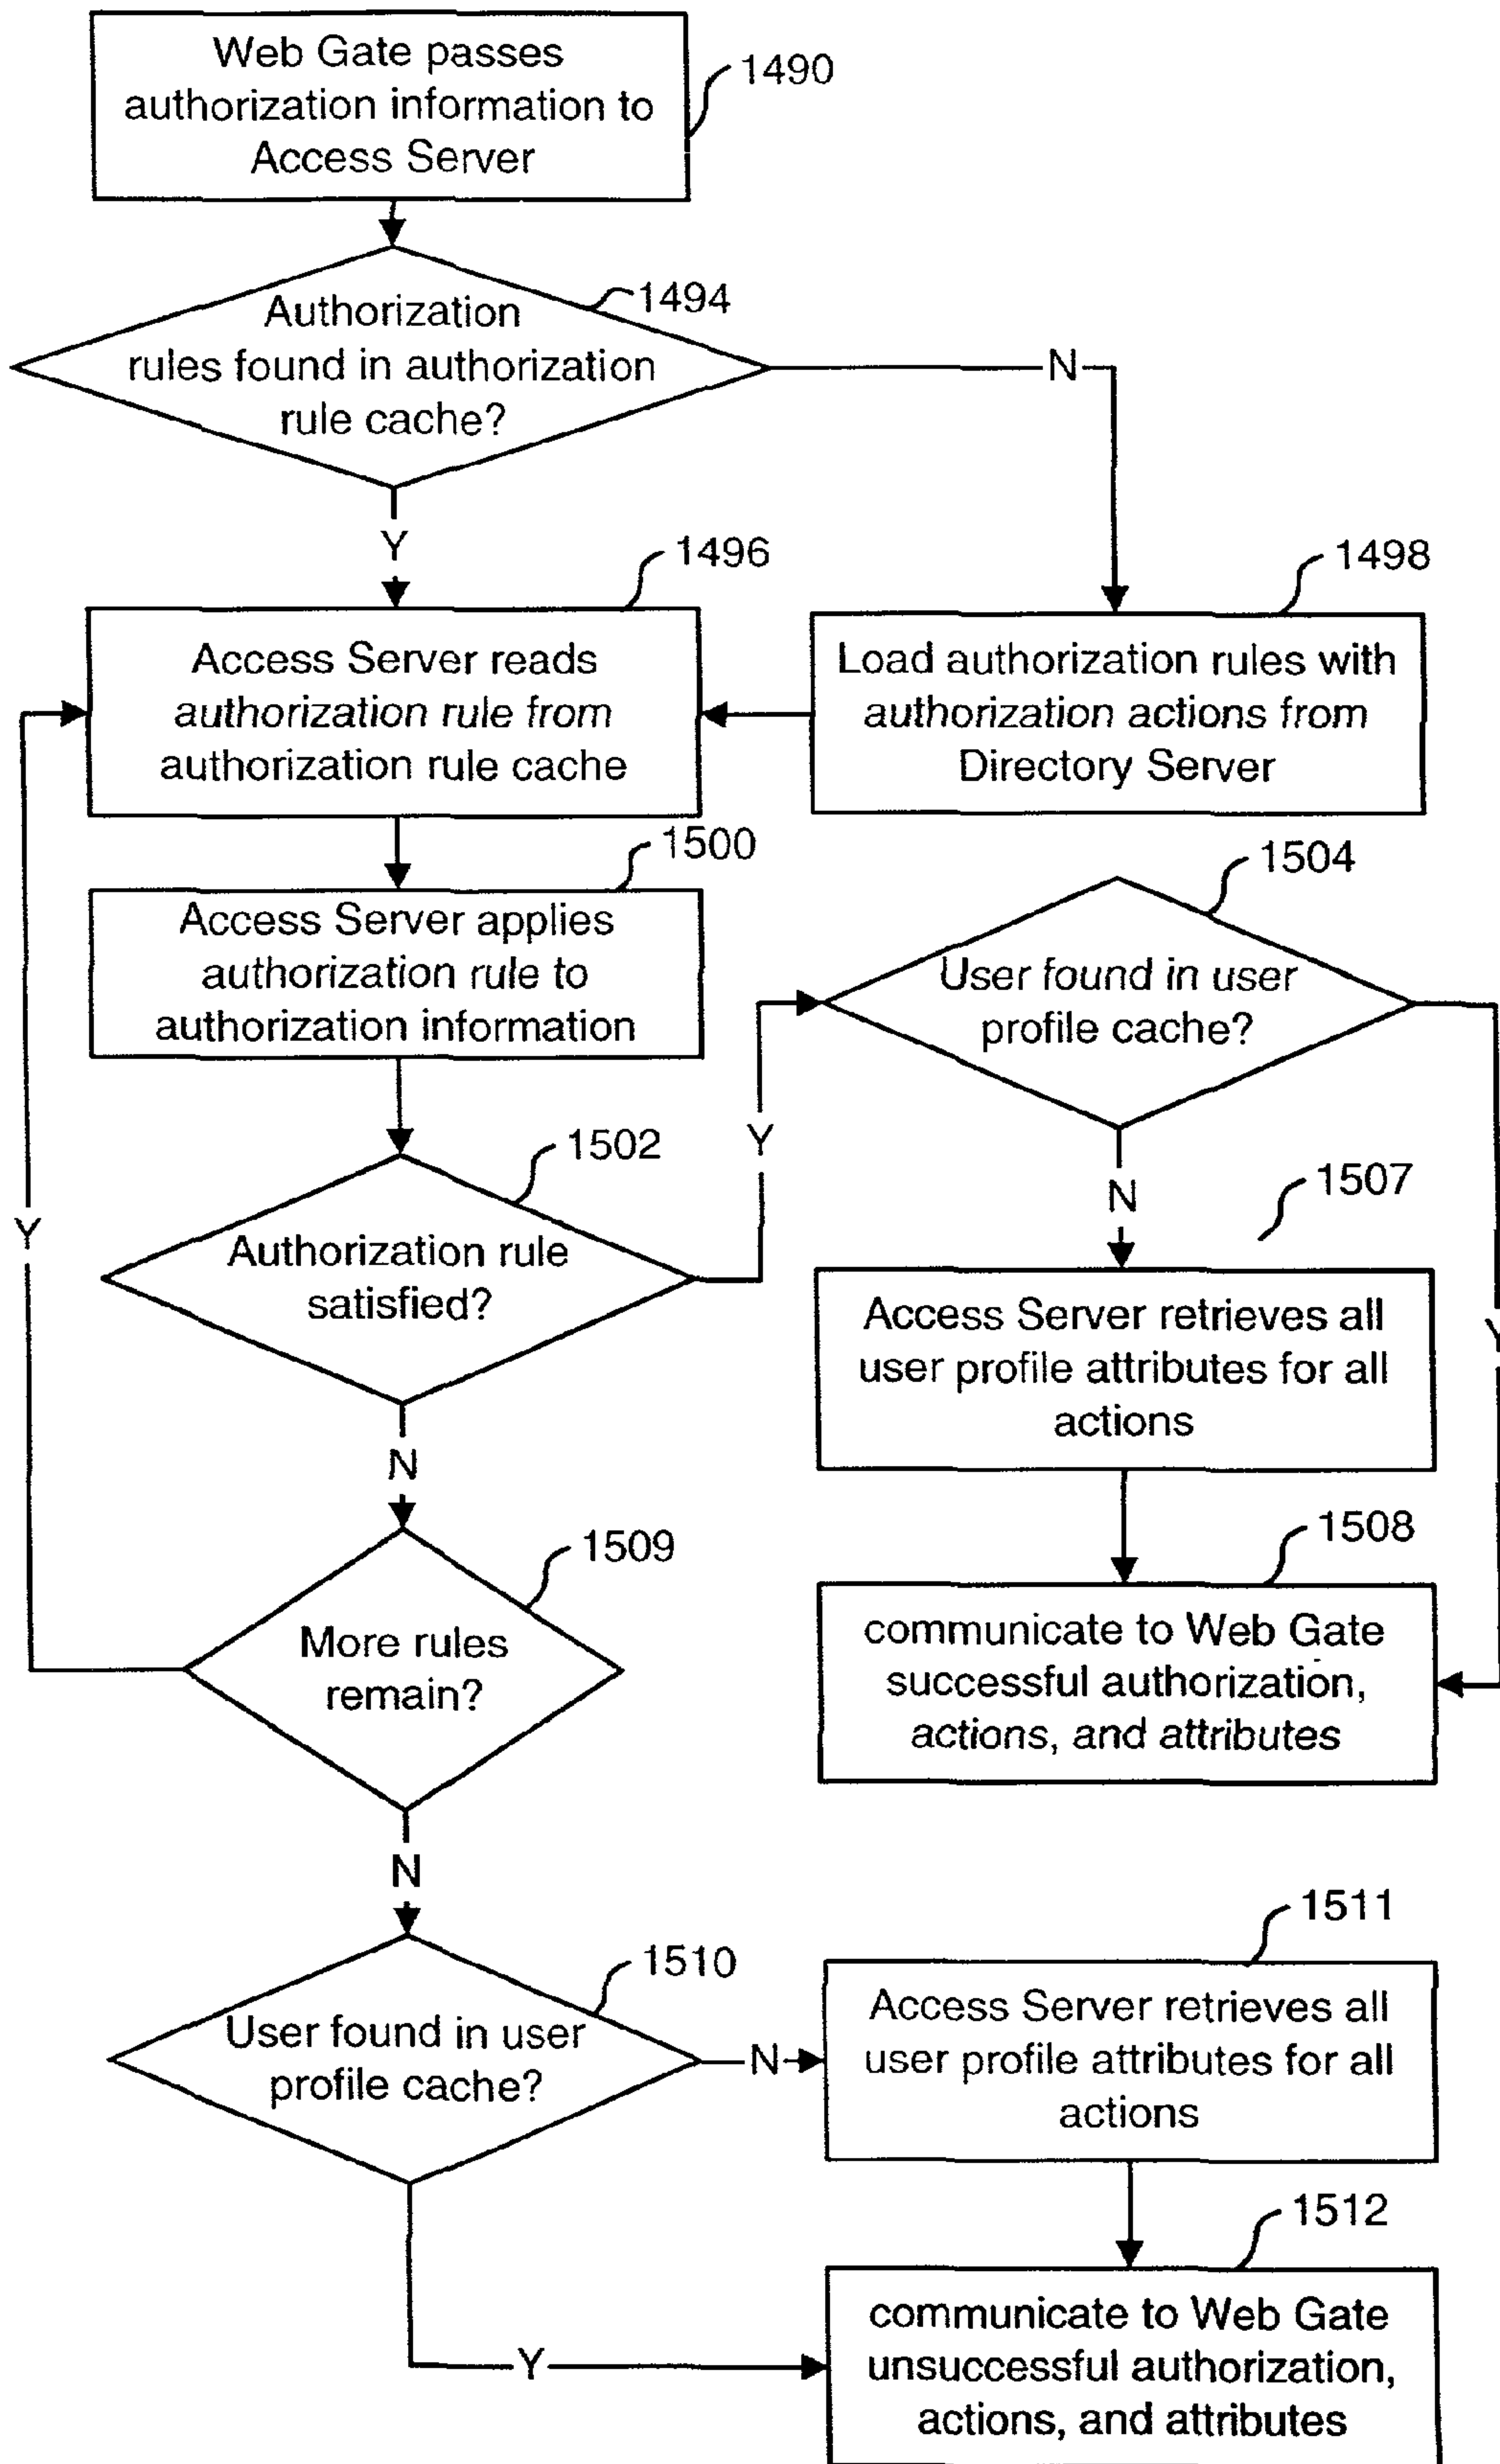 Web Gate passes
authorization information to
Access Server
1490
Authorization
rules found in authorization
rule cache?
1494
N
Y
1496
Access Server reads
authorization rule from
authorization rule cache
1498
Load authorization rules with
authorization actions from
Directory Server
1500
Access Server applies
authorization rule to
authorization information
1504
User found in user
profile cache?
Y
1502
Authorization rule
satisfied?
Y
N
1507
Access Server retrieves all
user profile attributes for all
actions
Y
N
1509
More rules
remain?
1508
communicate to Web Gate
successful authorization,
actions, and attributes
N
1510
User found in user
profile cache?
N
1511
Access Server retrieves all
user profile attributes for all
actions
1512
communicate to Web Gate
unsuccessful authorization,
actions, and attributes
Y